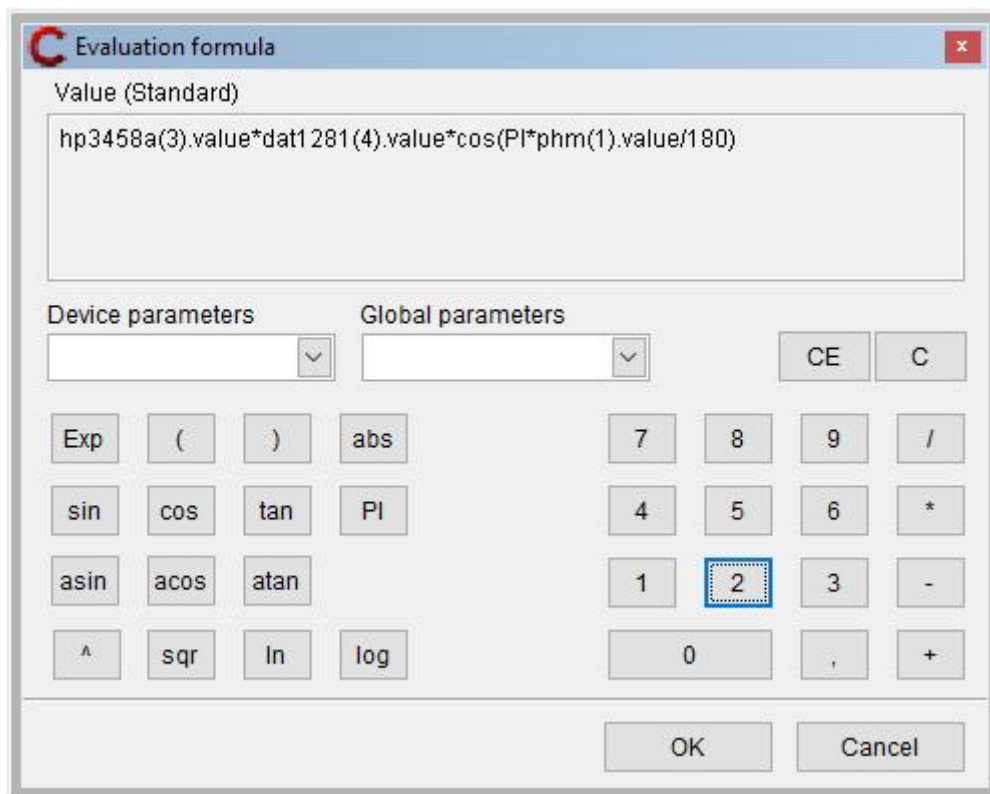 Evaluation formula
x
Value (Standard)
hp3458a(3).value*dat1281(4).value*cos(PI*phm(1).value/180)
Device parameters Global parameters
CE C
Exp ( ) abs 7 8 9 /
sin cos tan PI 4 5 6 *
asin acos atan 1 2 3 -
^ sqr ln log 0 , +
OK Cancel